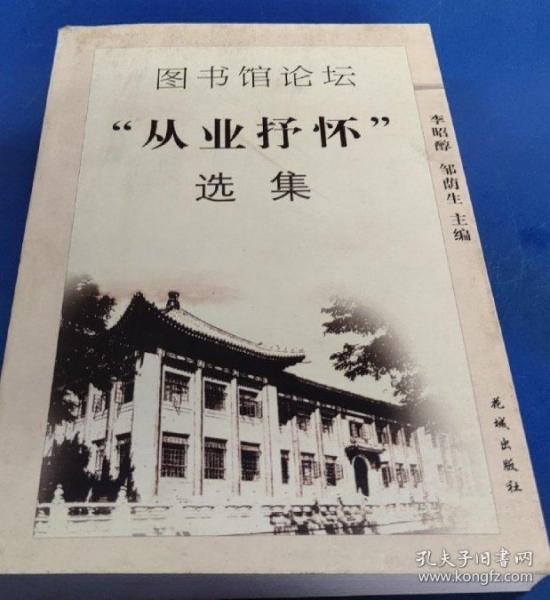 图书馆论坛
“从业抒怀”
选集
李昭醇 邹荫生 主编
花城出版社
孔夫子旧书网
www.kongfz.com